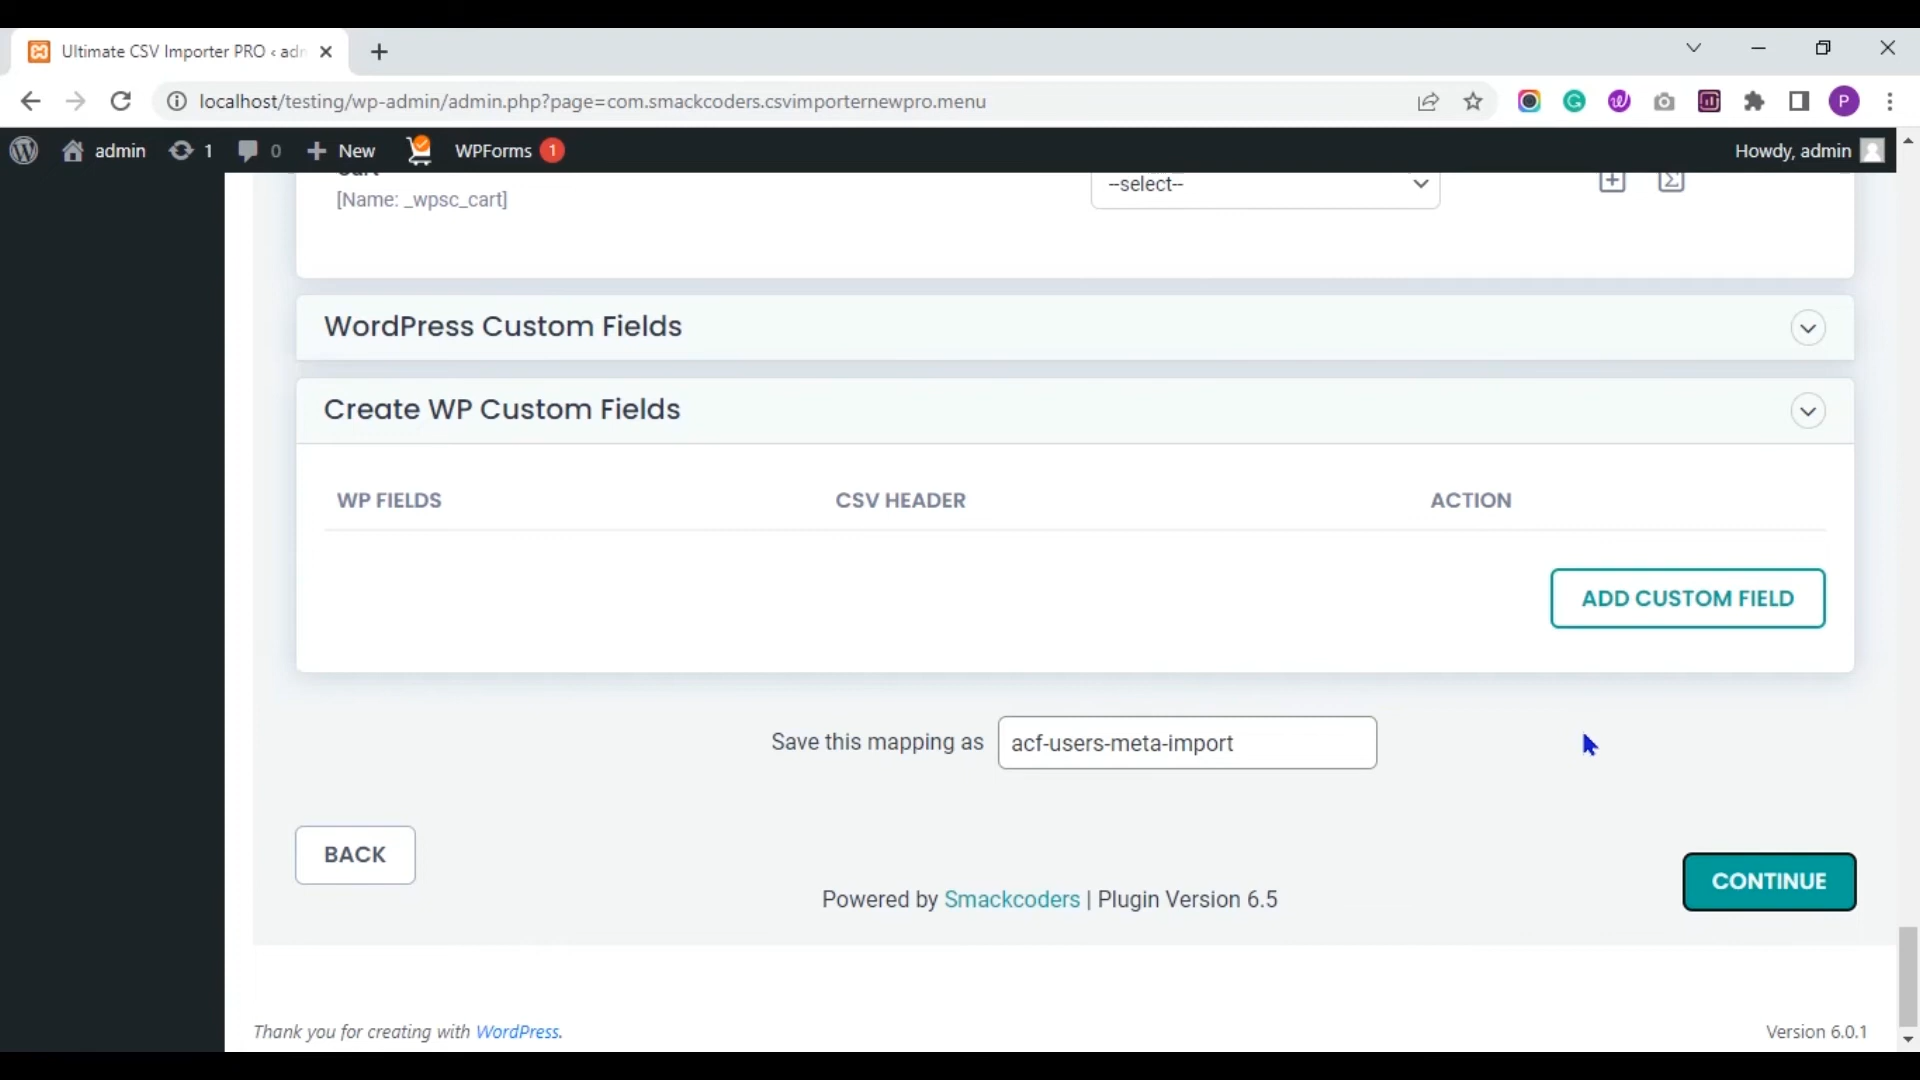 Ultimate CSV Importer PRO ‹ adm
localhost/testing/wp-admin/admin.php?page=com.smackcoders.csvimporternewpro.menu
P
admin 1 0 New WPForms 1 Howdy, admin
Cart
--select--
[Name: _wpsc_cart]
WordPress Custom Fields
Create WP Custom Fields
WP FIELDS CSV HEADER ACTION
ADD CUSTOM FIELD
Save this mapping as acf-users-meta-import
BACK
CONTINUE
Powered by Smackcoders | Plugin Version 6.5
Thank you for creating with WordPress. Version 6.0.1